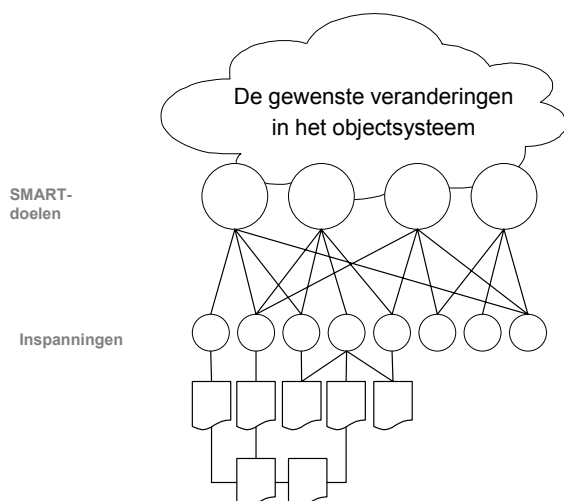 De gewenste veranderingen
in het objectsysteem
SMART-
doelen
Inspanningen